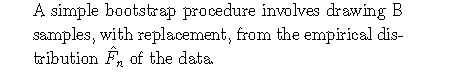 A simple bootstrap procedure involves drawing B
samples, with replacement, from the empirical dis-
tribution F̂ₙ of the data.